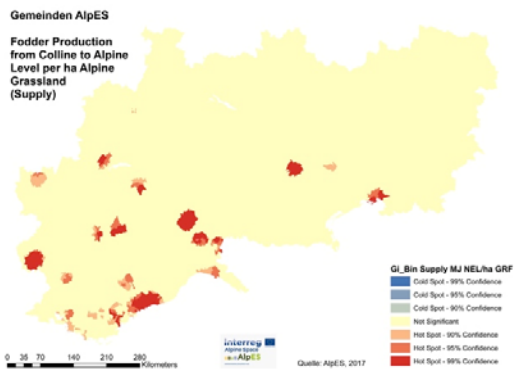 Gemeinden AlpES
Fodder Production
from Colline to Alpine
Level per ha Alpine
Grassland
(Supply)
Gi_Bin Supply MJ NEL/ha GRF
Cold Spot - 99% Confidence
Cold Spot - 95% Confidence
Cold Spot - 90% Confidence
Not Significant
Hot Spot - 90% Confidence
Hot Spot - 95% Confidence
Hot Spot - 99% Confidence
0 35 70 140 210 280
Kilometers
interreg
Alpine Space
AlpES
Quelle: AlpES, 2017